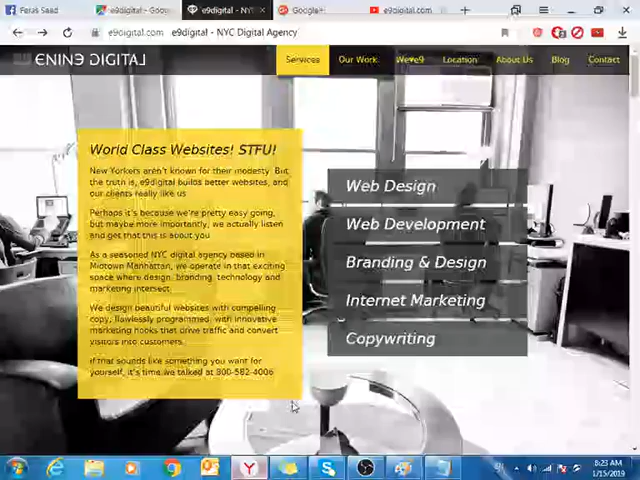 Feras Saad
e9digital - Goo
e9digital - NY
Google+
e9digital.com
e9digital.com
e9digital - NYC Digital Agency
ENINE DIGITAL
Services
Our Work
We♥e9
Location
About Us
Blog
Contact
World Class Websites! STFU!
New Yorkers aren't known for their modesty. But
the truth is, e9digital builds better websites, and
our clients really like us
Perhaps it's because we're pretty easy going,
but maybe more importantly, we actually listen
and get that this is about you
As a seasoned NYC digital agency based in
Midtown Manhattan, we operate in that exciting
space where design, branding, technology and
marketing intersect
We design beautiful websites with compelling
copy, flawlessly programmed, with innovative
marketing hooks that drive traffic and convert
visitors into customers.
If that sounds like something you want for
yourself, it's time we talked at 800-582-4006
Web Design
Web Development
Branding & Design
Internet Marketing
Copywriting
8:23 AM
1/15/2019